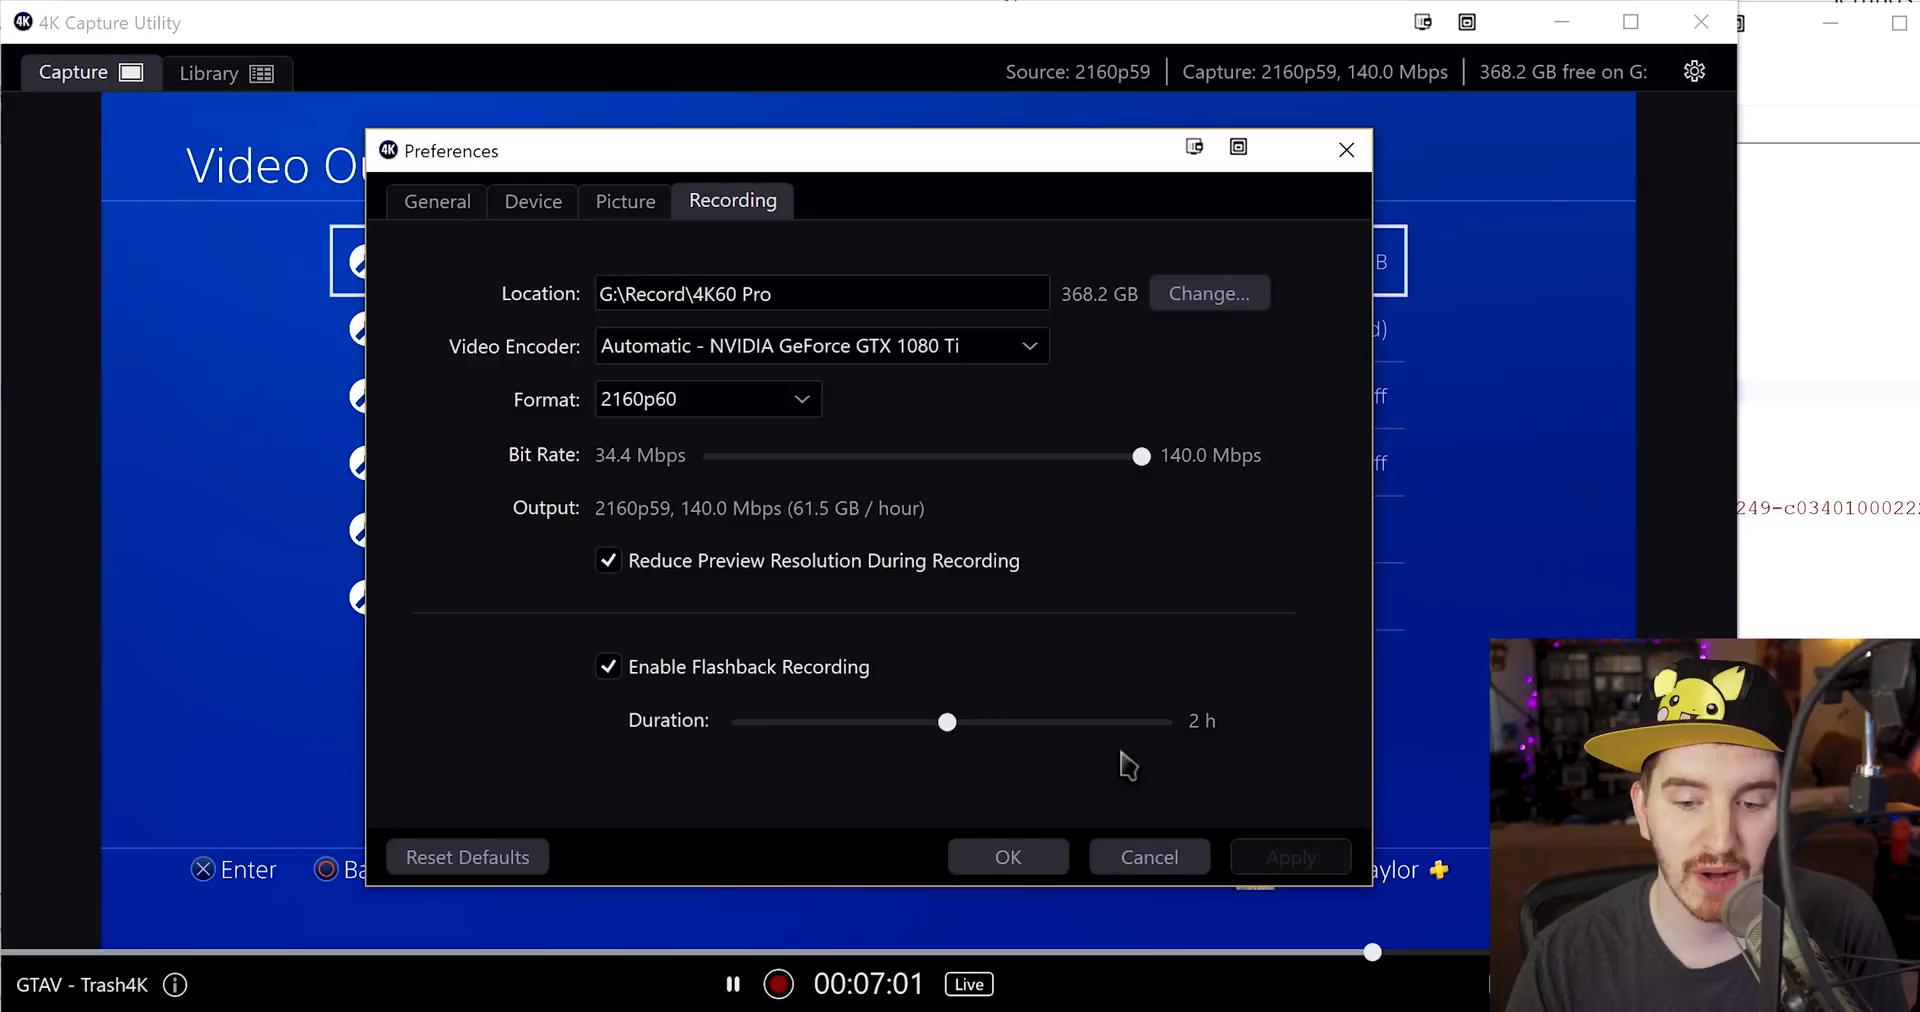 4K 4K Capture Utility
Capture Library Source: 2160p59 Capture: 2160p59, 140.0 Mbps 368.2 GB free on G:
Video
4K Preferences
General Device Picture Recording
Location: G:\Record\4K60 Pro 368.2 GB Change...
Video Encoder: Automatic - NVIDIA GeForce GTX 1080 Ti
Format: 2160p60
Bit Rate: 34.4 Mbps 140.0 Mbps
Output: 2160p59, 140.0 Mbps (61.5 GB / hour)
249-c03401000222
Reduce Preview Resolution During Recording
Enable Flashback Recording
Duration: 2 h
Reset Defaults OK Cancel Apply
Enter
aylor
GTAV - Trash4K 00:07:01 Live